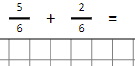 5/6 + 2/6 =